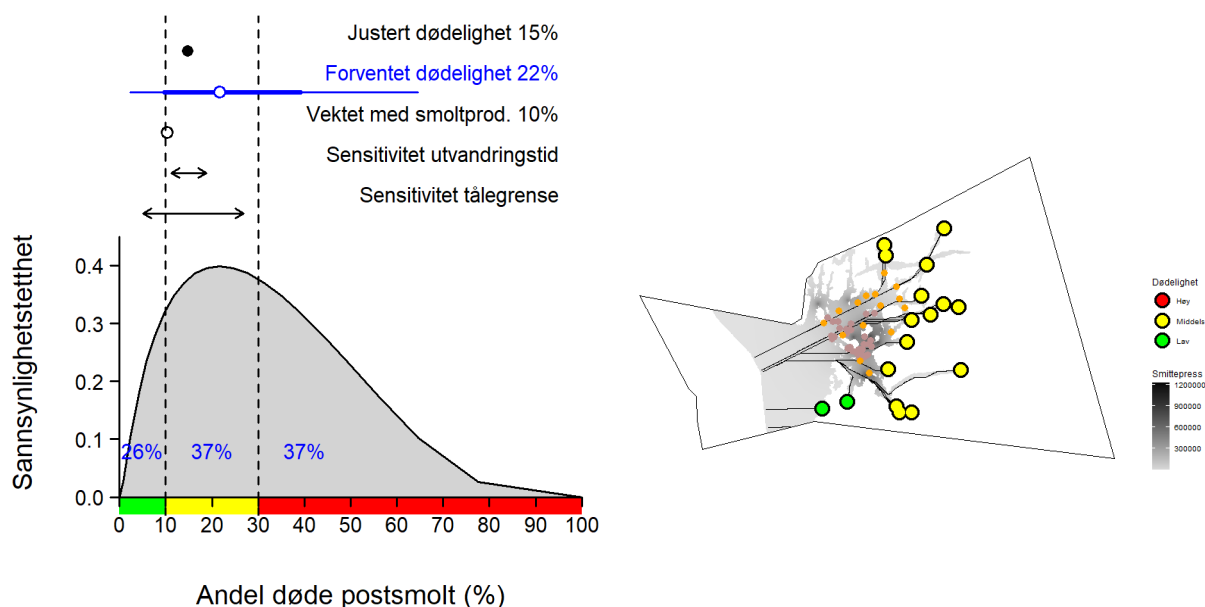 Justert dødelighet 15%
Forventet dødelighet 22%
Vektet med smoltprod. 10%
Sensitivitet utvandringstid
Sensitivitet tålegrense
Sannsynlighetstetthet
0.4
0.3
0.2
0.1
0.0
26% 37% 37%
0 10 20 30 40 50 60 70 80 90 100
Andel døde postsmolt (%)
Dødelighet
Høy
Middels
Lav
Smittepress
1200000
900000
600000
300000